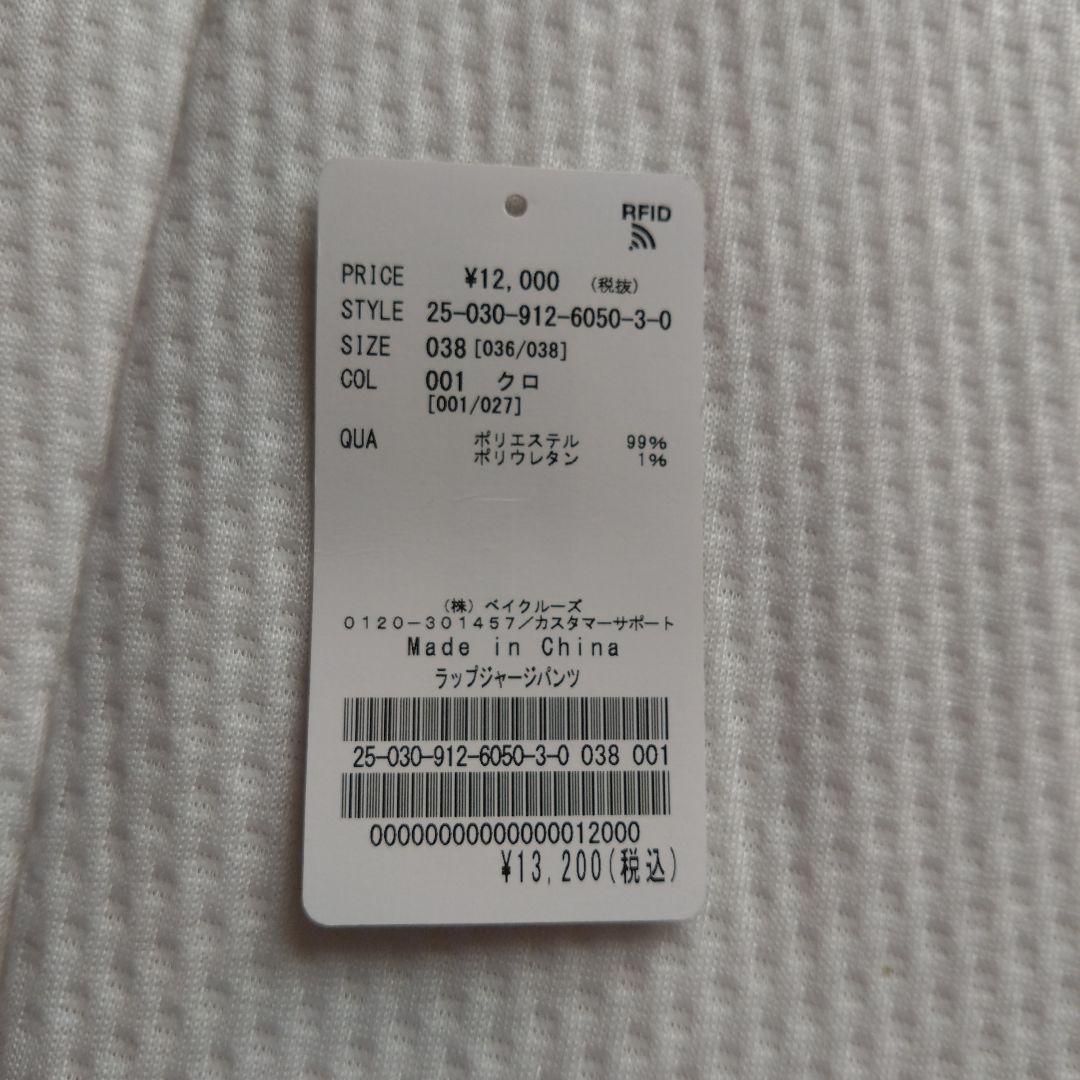 RFID
PRICE ¥12,000 (税抜)
STYLE 25-030-912-6050-3-0
SIZE 038 [036/038]
COL 001 クロ
[001/027]
QUA ポリエステル 99%
ポリウレタン 1%
(株) ベイクルーズ
0120-301457/カスタマーサポート
Made in China
ラップジャージパンツ
25-030-912-6050-3-0 038 001
00000000000000012000
¥13,200(税込)